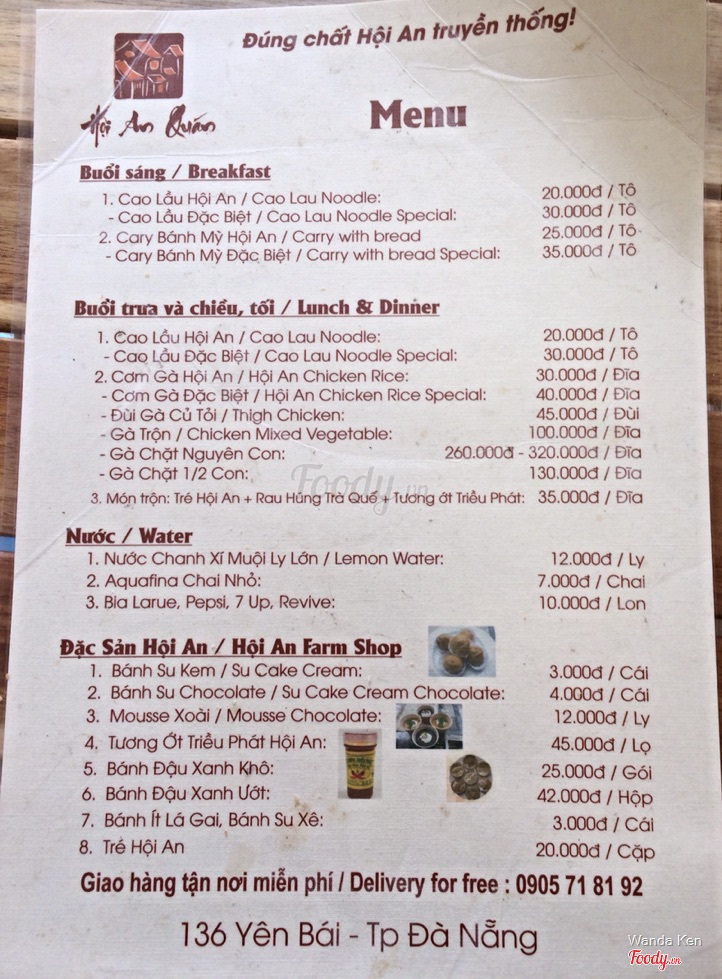 Đúng chất Hội An truyền thống!
Hội An Quán
Menu
Buổi sáng / Breakfast
1. Cao Lầu Hội An / Cao Lau Noodle: 20.000đ / Tô
- Cao Lầu Đặc Biệt / Cao Lau Noodle Special: 30.000đ / Tô
2. Cary Bánh Mỳ Hội An / Carry with bread 25.000đ / Tô
- Cary Bánh Mỳ Đặc Biệt / Carry with bread Special: 35.000đ / Tô
Buổi trưa và chiều, tối / Lunch & Dinner
1. Cao Lầu Hội An / Cao Lau Noodle: 20.000đ / Tô
- Cao Lầu Đặc Biệt / Cao Lau Noodle Special: 30.000đ / Tô
2. Cơm Gà Hội An / Hội An Chicken Rice: 30.000đ / Đĩa
- Cơm Gà Đặc Biệt / Hội An Chicken Rice Special: 40.000đ / Đĩa
- Đùi Gà Củ Tỏi / Thigh Chicken: 45.000đ / Đùi
- Gà Trộn / Chicken Mixed Vegetable: 100.000đ / Đĩa
- Gà Chặt Nguyên Con: 260.000đ - 320.000đ / Đĩa
- Gà Chặt 1/2 Con: 130.000đ / Đĩa
Foody.vn
3. Món trộn: Tré Hội An + Rau Húng Trà Quế + Tương ớt Triều Phát: 35.000đ / Đĩa
Nước / Water
1. Nước Chanh Xí Muội Ly Lớn / Lemon Water: 12.000đ / Ly
2. Aquafina Chai Nhỏ: 7.000đ / Chai
3. Bia Larue, Pepsi, 7 Up, Revive: 10.000đ / Lon
Đặc Sản Hội An / Hội An Farm Shop
1. Bánh Su Kem / Su Cake Cream: 3.000đ / Cái
2. Bánh Su Chocolate / Su Cake Cream Chocolate: 4.000đ / Cái
3. Mousse Xoài / Mousse Chocolate: 12.000đ / Ly
4. Tương Ớt Triều Phát Hội An: 45.000đ / Lọ
5. Bánh Đậu Xanh Khô: 25.000đ / Gói
6. Bánh Đậu Xanh Ướt: 42.000đ / Hộp
7. Bánh Ít Lá Gai, Bánh Su Xê: 3.000đ / Cái
8. Tré Hội An 20.000đ / Cặp
Giao hàng tận nơi miễn phí / Delivery for free : 0905 71 81 92
136 Yên Bái - Tp Đà Nẵng
Wanda Ken
Foody.vn